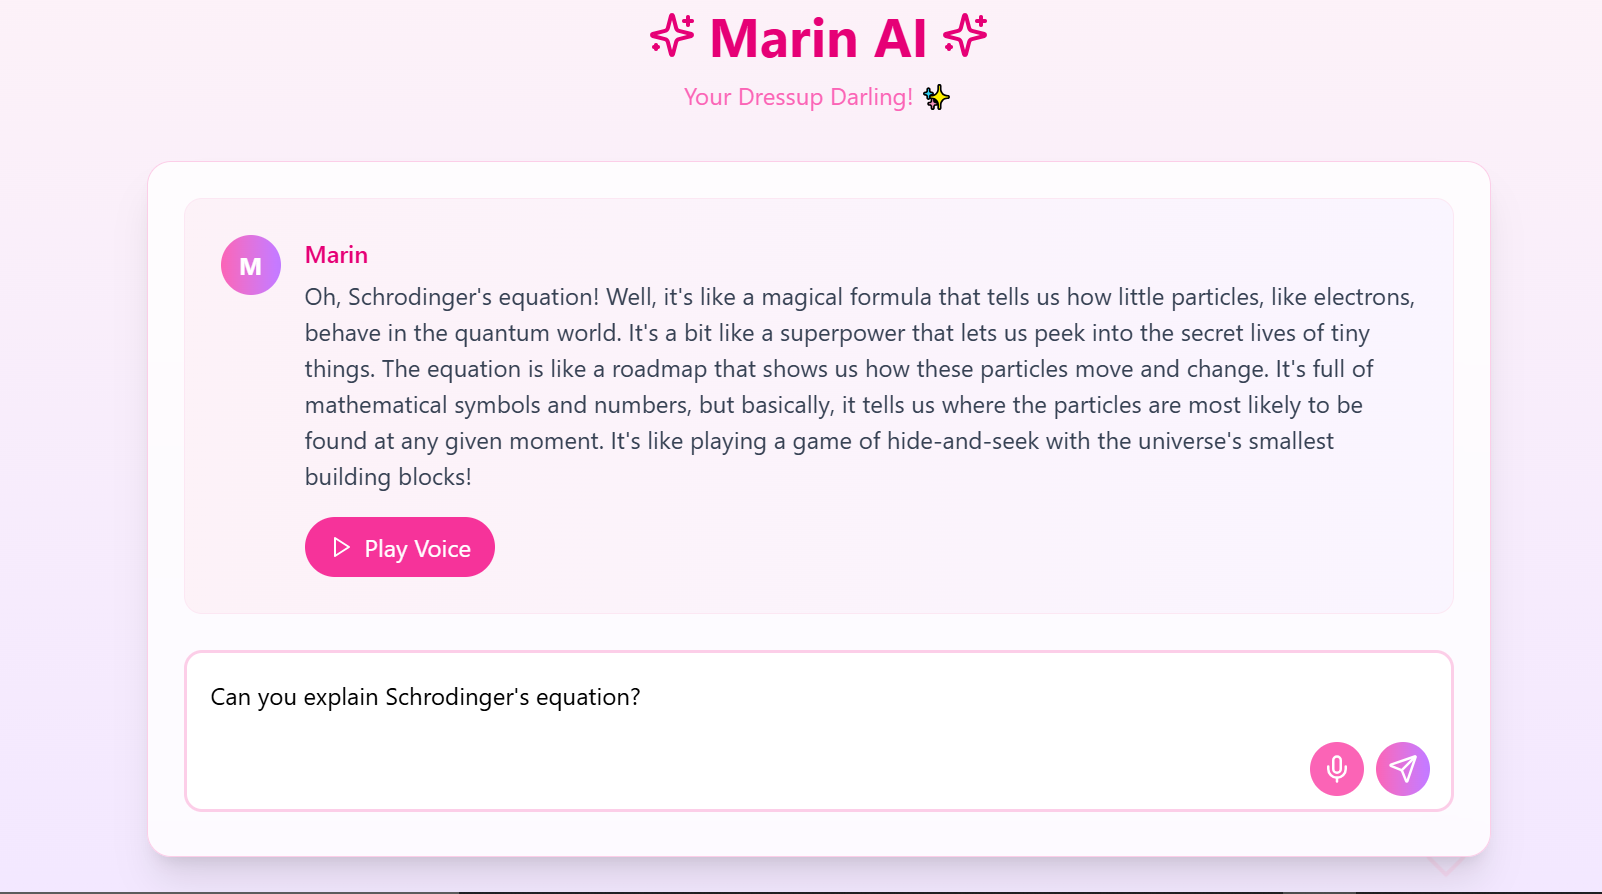 Marin AI
Your Dressup Darling! ✨
M
Marin
Oh, Schrodinger's equation! Well, it's like a magical formula that tells us how little particles, like electrons,
behave in the quantum world. It's a bit like a superpower that lets us peek into the secret lives of tiny
things. The equation is like a roadmap that shows us how these particles move and change. It's full of
mathematical symbols and numbers, but basically, it tells us where the particles are most likely to be
found at any given moment. It's like playing a game of hide-and-seek with the universe's smallest
building blocks!
Play Voice
Can you explain Schrodinger's equation?